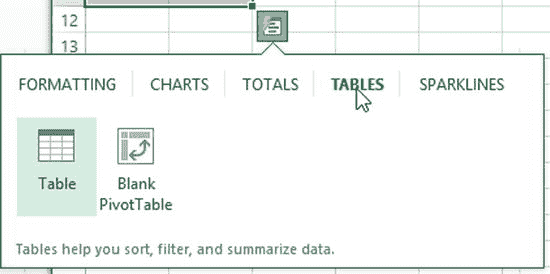 12
13
FORMATTING CHARTS TOTALS TABLES SPARKLINES
Table Blank PivotTable
Tables help you sort, filter, and summarize data.